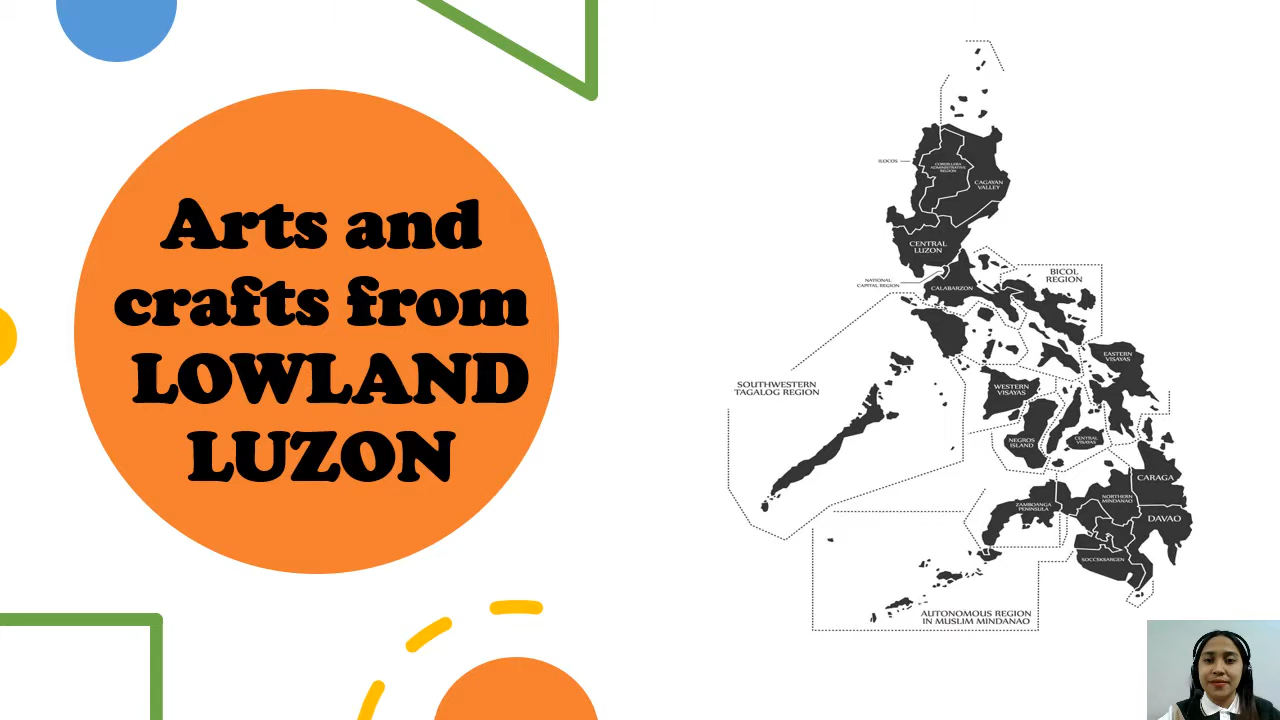 Arts and
crafts from
LOWLAND
LUZON
ILOCOS
CORDILLERA
ADMINISTRATIVE
REGION
CAGAYAN
VALLEY
CENTRAL
LUZON
NATIONAL
CAPITAL REGION
CALABARZON
BICOL
REGION
SOUTHWESTERN
TAGALOG REGION
EASTERN
VISAYAS
WESTERN
VISAYAS
NEGROS
ISLAND
CENTRAL
VISAYAS
CARAGA
NORTHERN
MINDANAO
ZAMBOANGA
PENINSULA
DAVAO
SOCCSKSARGEN
AUTONOMOUS REGION
IN MUSLIM MINDANAO